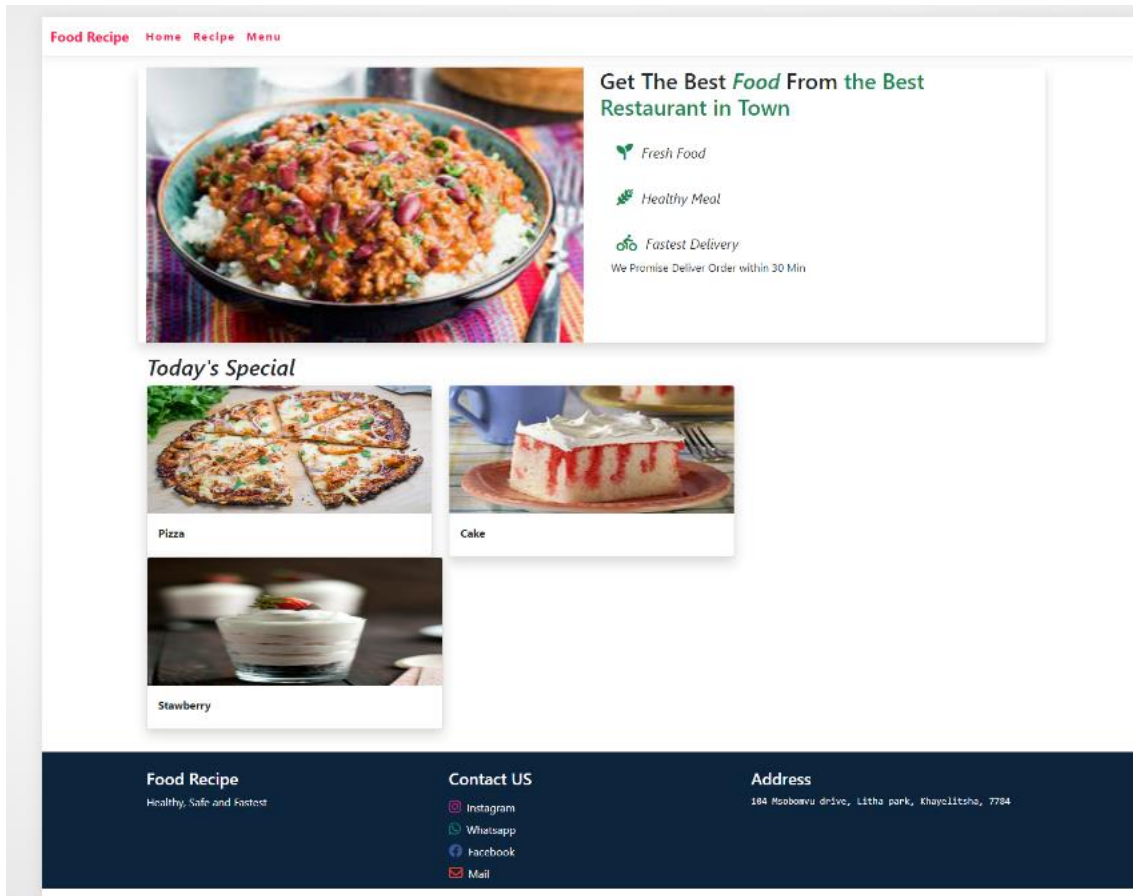 Food Recipe Home Recipe Menu
Get The Best Food From the Best
Restaurant in Town
Fresh Food
Healthy Meal
Fastest Delivery
We Promise Deliver Order within 30 Min
Today's Special
Pizza
Cake
Stawberry
Food Recipe
Healthy, Safe and Fastest
Contact US
Instagram
Whatsapp
Facebook
Mail
Address
104 Msobomvu drive, Litha park, Khayelitsha, 7784